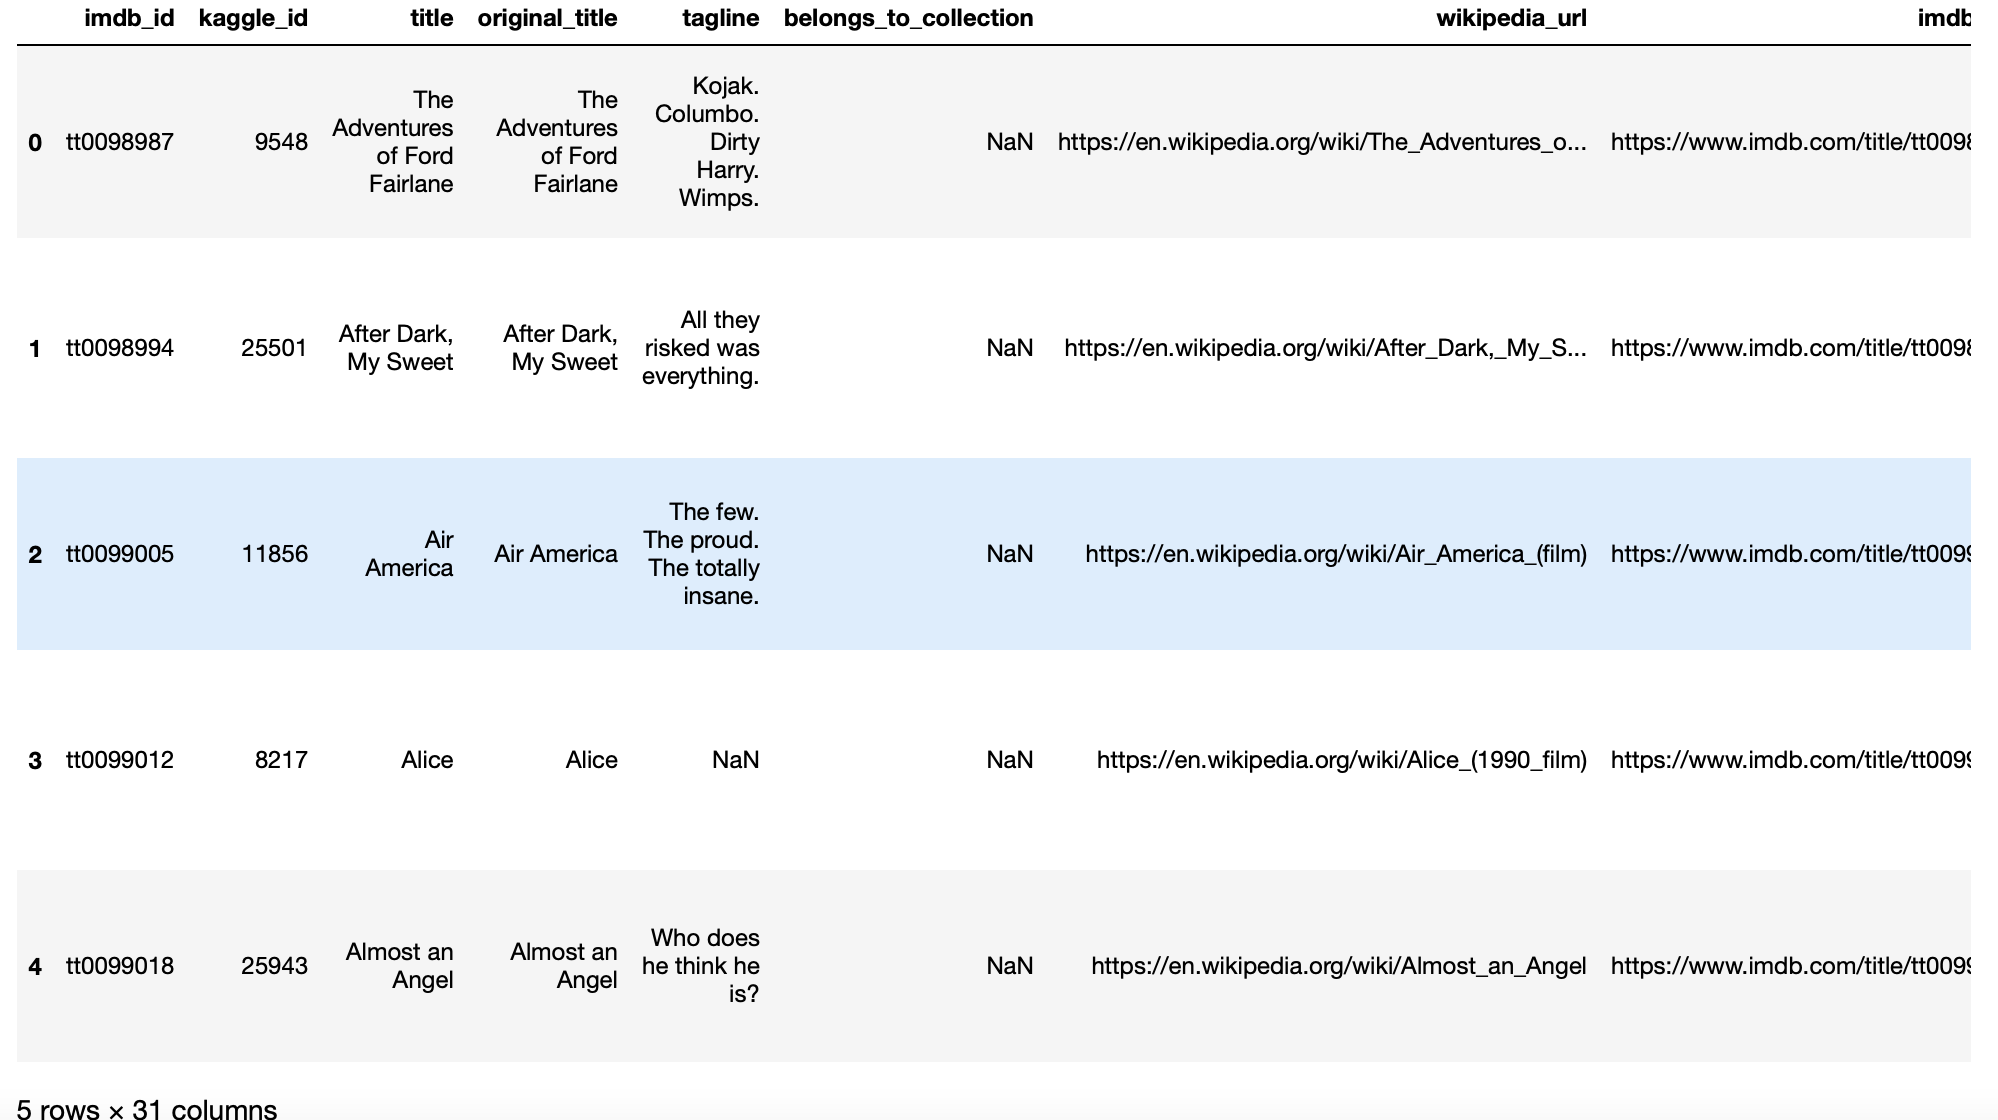 imdb_id kaggle_id title original_title tagline belongs_to_collection wikipedia_url imdb
0 tt0098987 9548 The Adventures of Ford Fairlane The Adventures of Ford Fairlane Kojak. Columbo. Dirty Harry. Wimps. NaN https://en.wikipedia.org/wiki/The_Adventures_o... https://www.imdb.com/title/tt0098
1 tt0098994 25501 After Dark, My Sweet After Dark, My Sweet All they risked was everything. NaN https://en.wikipedia.org/wiki/After_Dark,_My_S... https://www.imdb.com/title/tt0098
2 tt0099005 11856 Air America Air America The few. The proud. The totally insane. NaN https://en.wikipedia.org/wiki/Air_America_(film) https://www.imdb.com/title/tt0099
3 tt0099012 8217 Alice Alice NaN NaN https://en.wikipedia.org/wiki/Alice_(1990_film) https://www.imdb.com/title/tt0099
4 tt0099018 25943 Almost an Angel Almost an Angel Who does he think he is? NaN https://en.wikipedia.org/wiki/Almost_an_Angel https://www.imdb.com/title/tt0099
5 rows × 31 columns